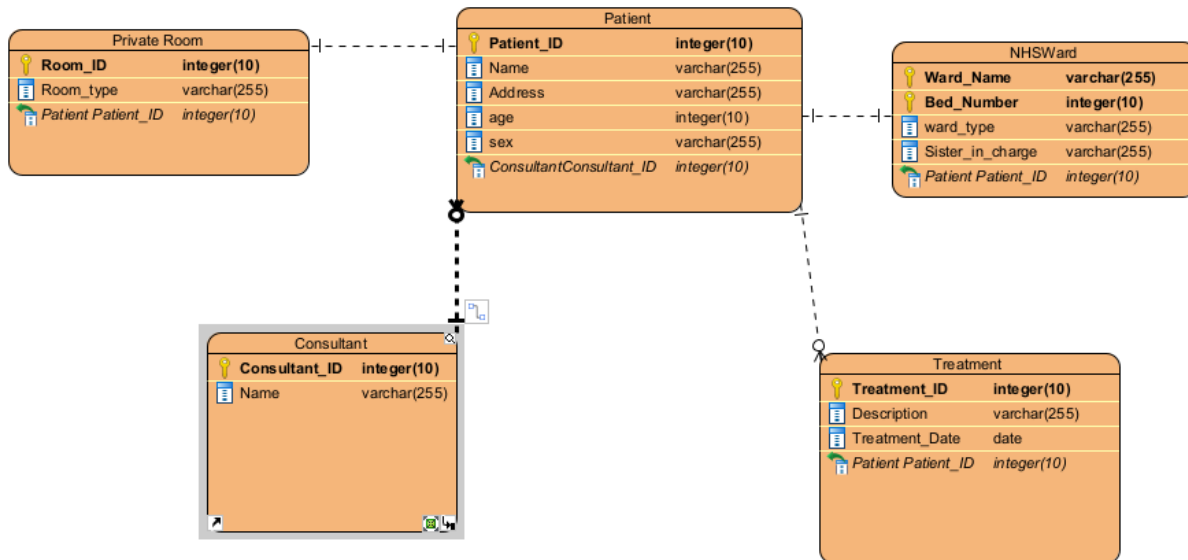 Private Room
Room_ID integer(10)
Room_type varchar(255)
Patient Patient_ID integer(10)
Patient
Patient_ID integer(10)
Name varchar(255)
Address varchar(255)
age integer(10)
sex varchar(255)
ConsultantConsultant_ID integer(10)
NHSWard
Ward_Name varchar(255)
Bed_Number integer(10)
ward_type varchar(255)
Sister_in_charge varchar(255)
Patient Patient_ID integer(10)
Consultant
Consultant_ID integer(10)
Name varchar(255)
Treatment
Treatment_ID integer(10)
Description varchar(255)
Treatment_Date date
Patient Patient_ID integer(10)